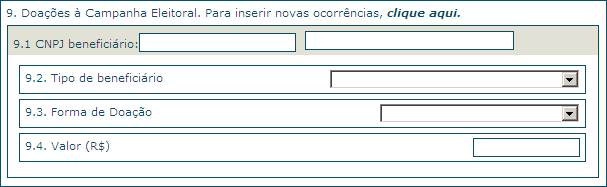 9. Doações à Campanha Eleitoral. Para inserir novas ocorrências, clique aqui.
9.1 CNPJ beneficiário:
9.2. Tipo de beneficiário
9.3. Forma de Doação
9.4. Valor (R$)